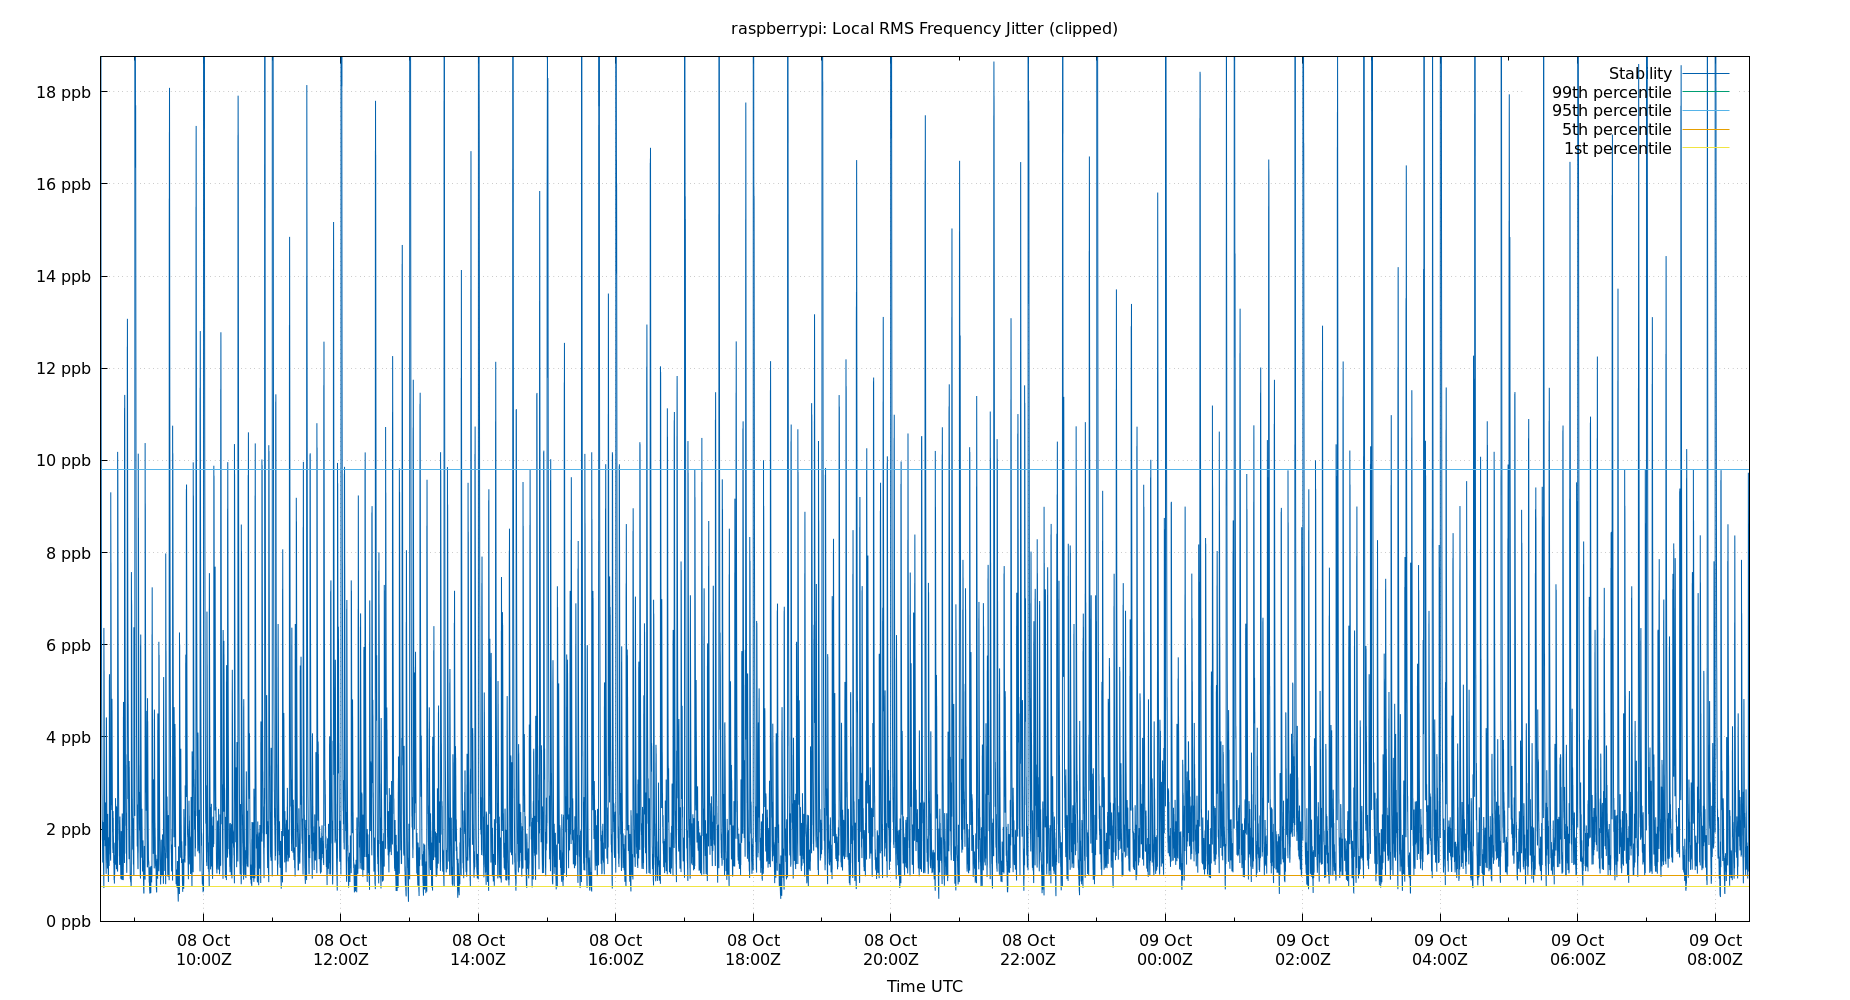 raspberrypi: Local RMS Frequency Jitter (clipped)
Stability
99th percentile
95th percentile
5th percentile
1st percentile
18 ppb
16 ppb
14 ppb
12 ppb
10 ppb
8 ppb
6 ppb
4 ppb
2 ppb
0 ppb
08 Oct 08 Oct 08 Oct 08 Oct 08 Oct 08 Oct 08 Oct 09 Oct 09 Oct 09 Oct 09 Oct 09 Oct
10:00Z 12:00Z 14:00Z 16:00Z 18:00Z 20:00Z 22:00Z 00:00Z 02:00Z 04:00Z 06:00Z 08:00Z
Time UTC